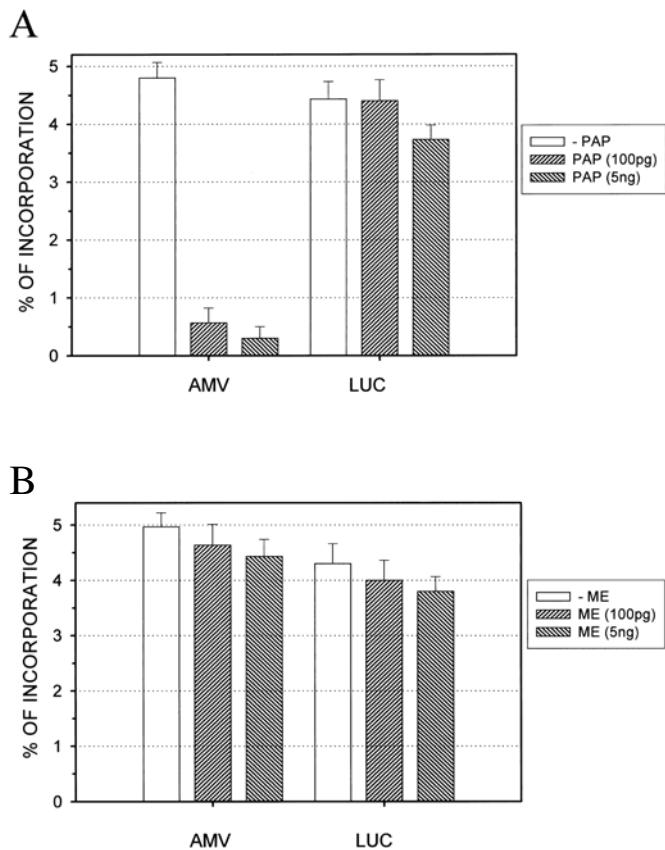 A
% OF INCORPORATION
5
4
3
2
1
0
AMV LUC
- PAP
PAP (100pg)
PAP (5ng)
B
% OF INCORPORATION
5
4
3
2
1
0
AMV LUC
- ME
ME (100pg)
ME (5ng)